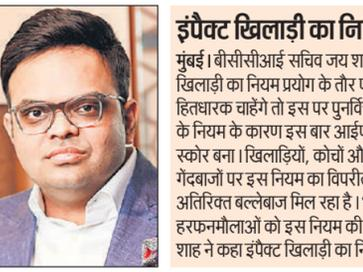 इंपैक्ट खिलाड़ी का नि
मुंबई। बीसीसीआई सचिव जय श
खिलाड़ी का नियम प्रयोग के तौर प
हितधारक चाहेंगे तो इस पर पुनर्वि
के नियम के कारण इस बार आई
स्कोर बना। खिलाड़ियों, कोचों औ
गेंदबाजों पर इस नियम का विपरी
अतिरिक्त बल्लेबाज मिल रहा है।
हरफनमौलाओं को इस नियम की
शाह ने कहा इंपैक्ट खिलाड़ी का नि